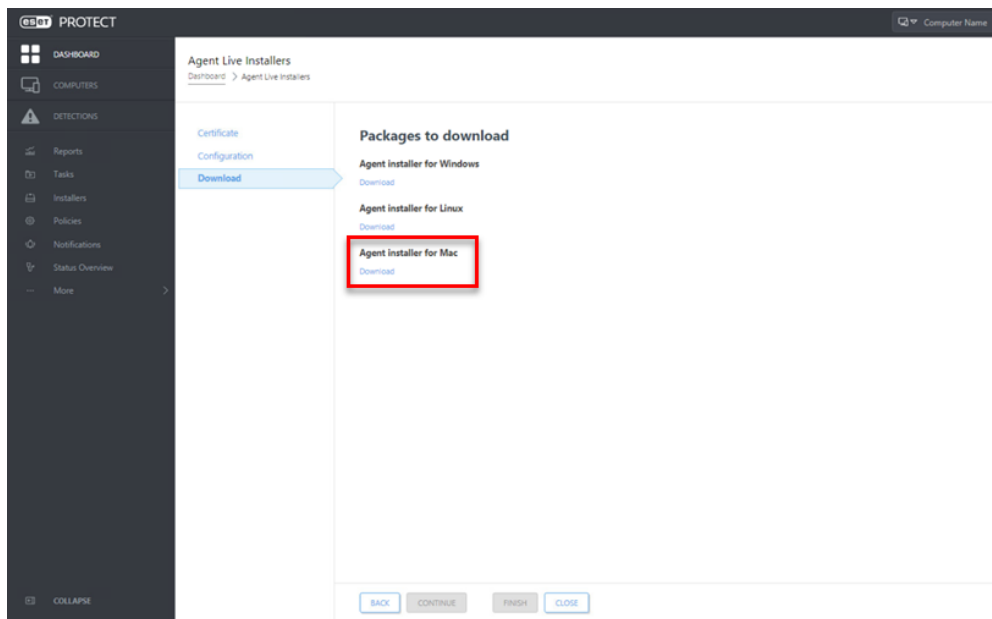 eset PROTECT
Computer Name
DASHBOARD
COMPUTERS
DETECTIONS
Reports
Tasks
Installers
Policies
Notifications
Status Overview
More
COLLAPSE
Agent Live Installers
Dashboard > Agent Live Installers
Certificate
Configuration
Download
Packages to download
Agent installer for Windows
Download
Agent installer for Linux
Download
Agent installer for Mac
Download
BACK CONTINUE FINISH CLOSE